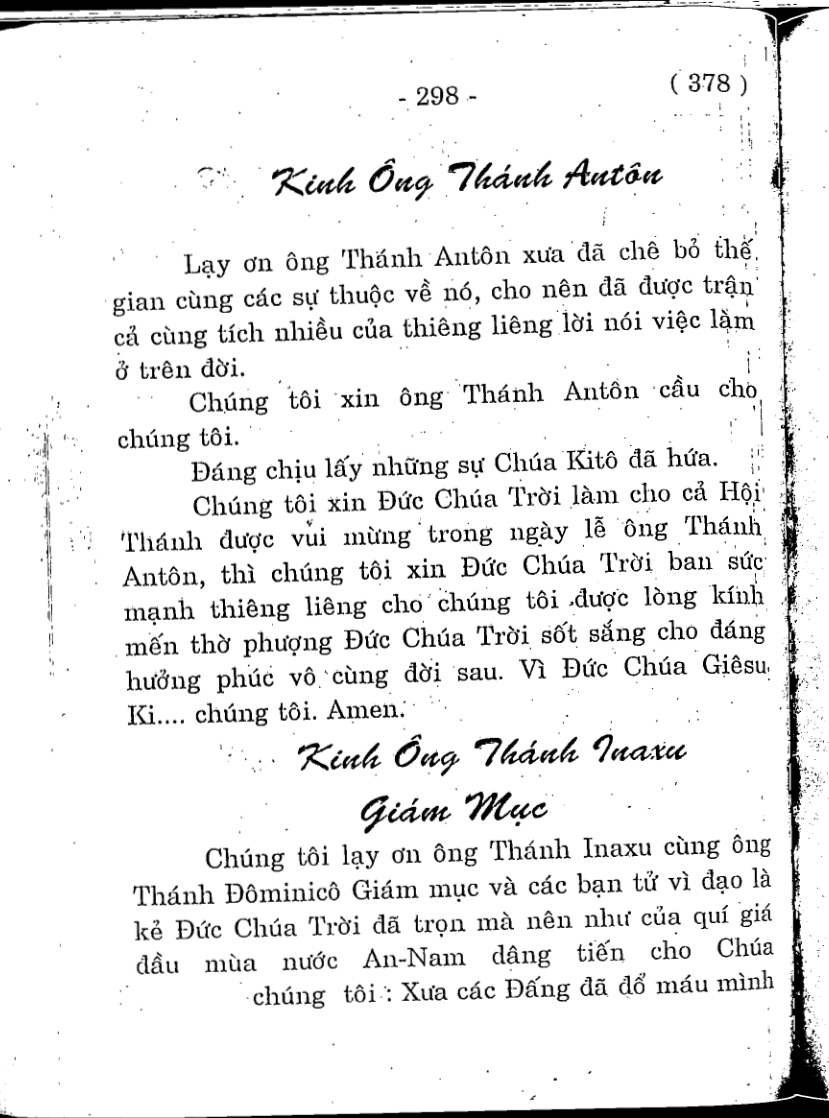 - 298 -
( 378 )
Kinh Ông Thánh Antôn
Lạy ơn ông Thánh Antôn xưa đã chê bỏ thế
gian cùng các sự thuộc về nó, cho nên đã được trận
cả cùng tích nhiều của thiêng liêng lời nói việc làm
ở trên đời.
Chúng tôi xin ông Thánh Antôn cầu cho
chúng tôi.
Đáng chịu lấy những sự Chúa Kitô đã hứa.
Chúng tôi xin Đức Chúa Trời làm cho cả Hội
Thánh được vui mừng trong ngày lễ ông Thánh
Antôn, thì chúng tôi xin Đức Chúa Trời ban sức
mạnh thiêng liêng cho chúng tôi được lòng kính
mến thờ phượng Đức Chúa Trời sốt sắng cho đáng
hưởng phúc vô cùng đời sau. Vì Đức Chúa Giêsu
Ki.... chúng tôi. Amen.
Kinh Ông Thánh Inaxu
Giám Mục
Chúng tôi lạy ơn ông Thánh Inaxu cùng ông
Thánh Đôminicô Giám mục và các bạn tử vì đạo là
kẻ Đức Chúa Trời đã trọn mà nên như của quí giá
đầu mùa nước An-Nam dâng tiến cho Chúa
chúng tôi : Xưa các Đấng đã đổ máu mình